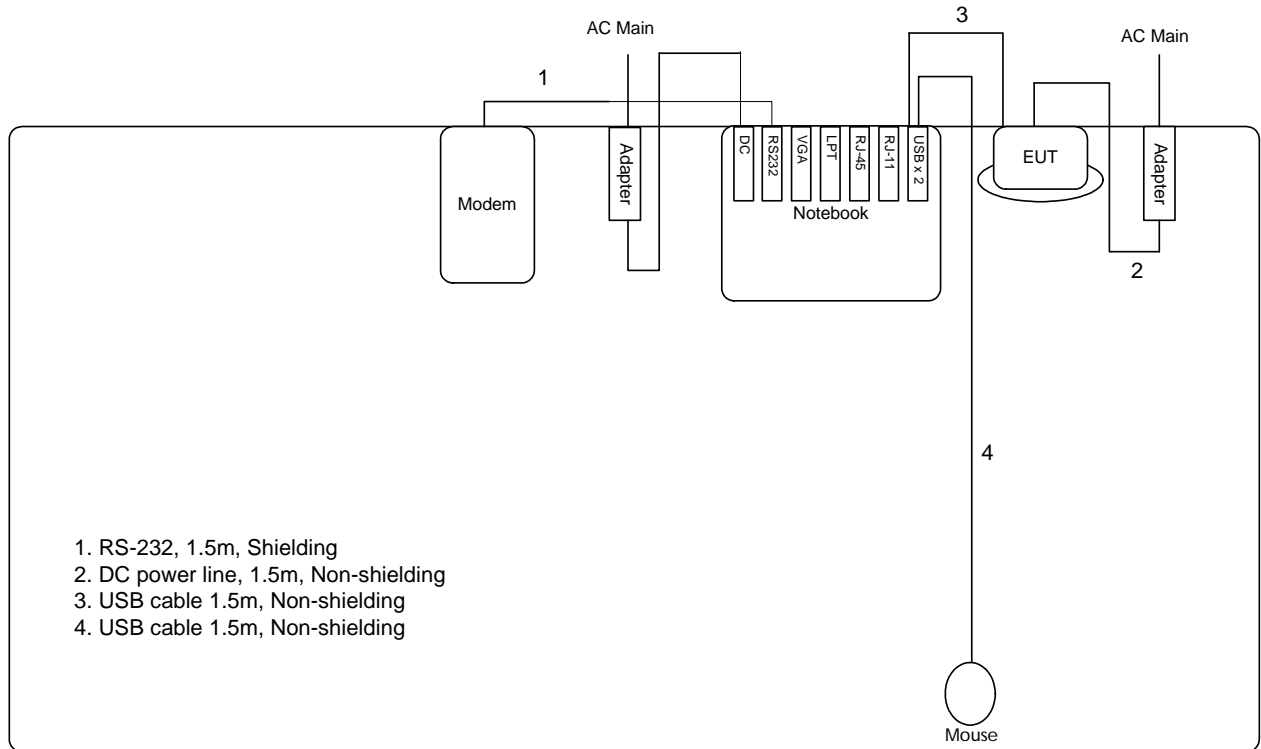 3
AC Main
AC Main
1
DC
RS232
VGA
LPT
RJ-45
RJ-11
USB x 2
Adapter
EUT
Adapter
Modem
Notebook
2
4
1. RS-232, 1.5m, Shielding
2. DC power line, 1.5m, Non-shielding
3. USB cable 1.5m, Non-shielding
4. USB cable 1.5m, Non-shielding
Mouse